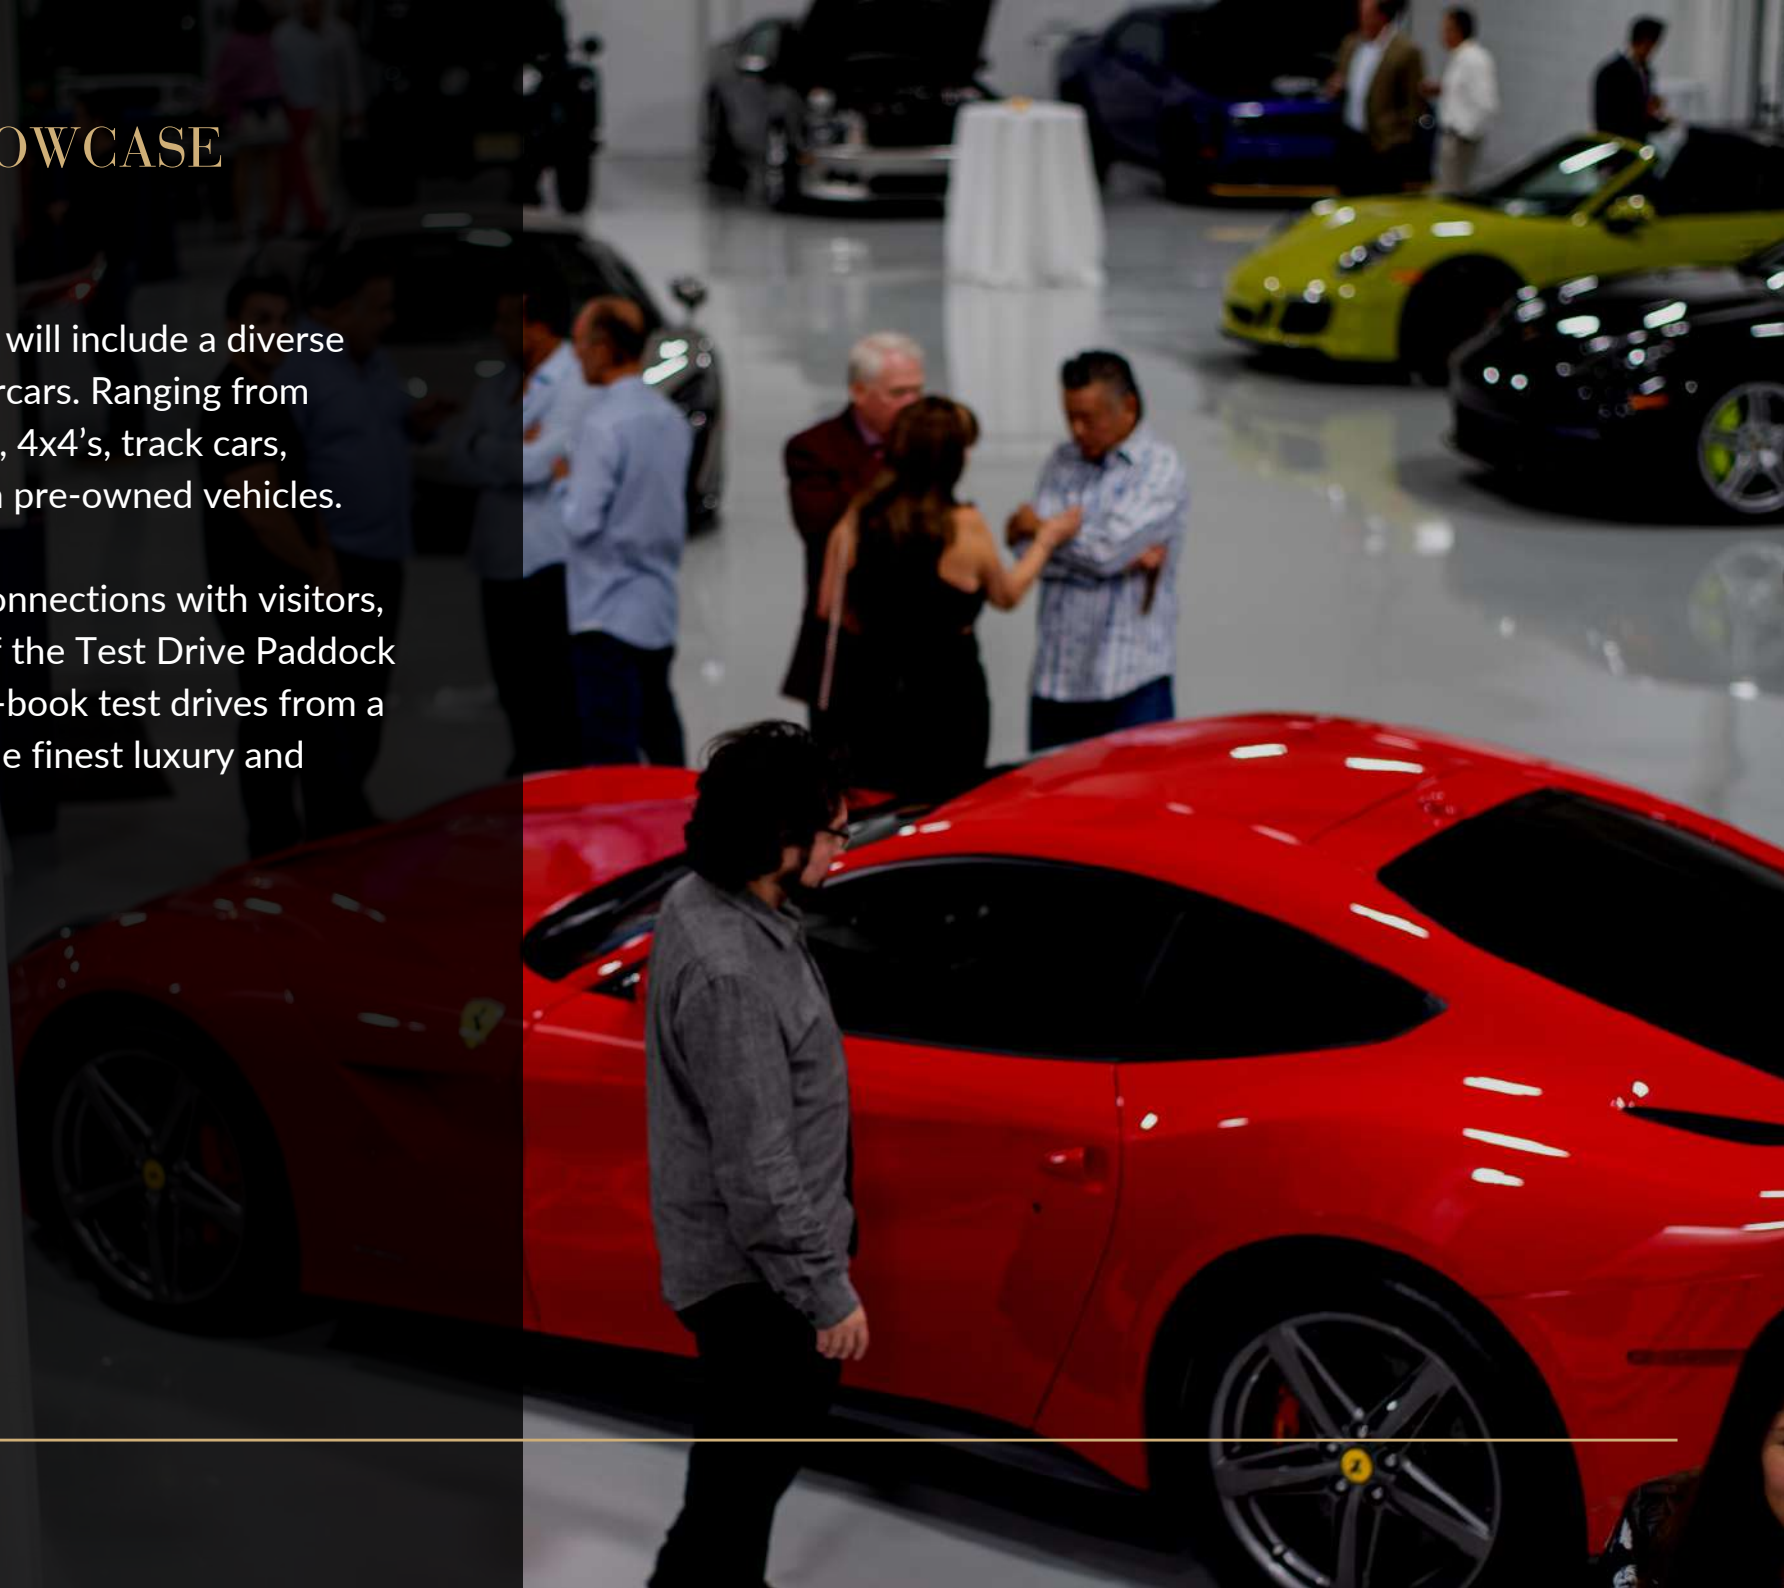 OWCASE
will include a diverse
rcars. Ranging from
, 4x4’s, track cars,
pre-owned vehicles.
onnections with visitors,
the Test Drive Paddock
-book test drives from a
e finest luxury and